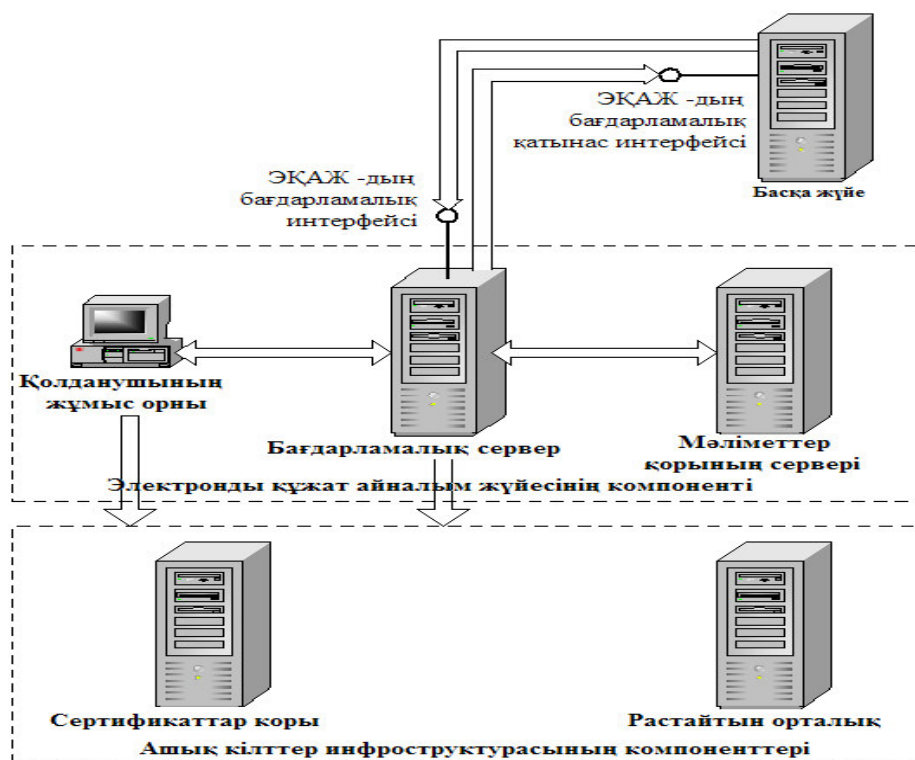 ЭҚАЖ -дың
бағдарламалық
қатынас интерфейсі
Басқа жүйе
ЭҚАЖ -дың
бағдарламалық
интерфейсі
Қолданушының
жұмыс орны
Бағдарламалық сервер
Мәліметтер
қорының сервері
Электронды құжат айналым жүйесінің компоненті
Сертификаттар коры
Растайтын орталық
Ашық кілттер инфроструктурасының компоненттері